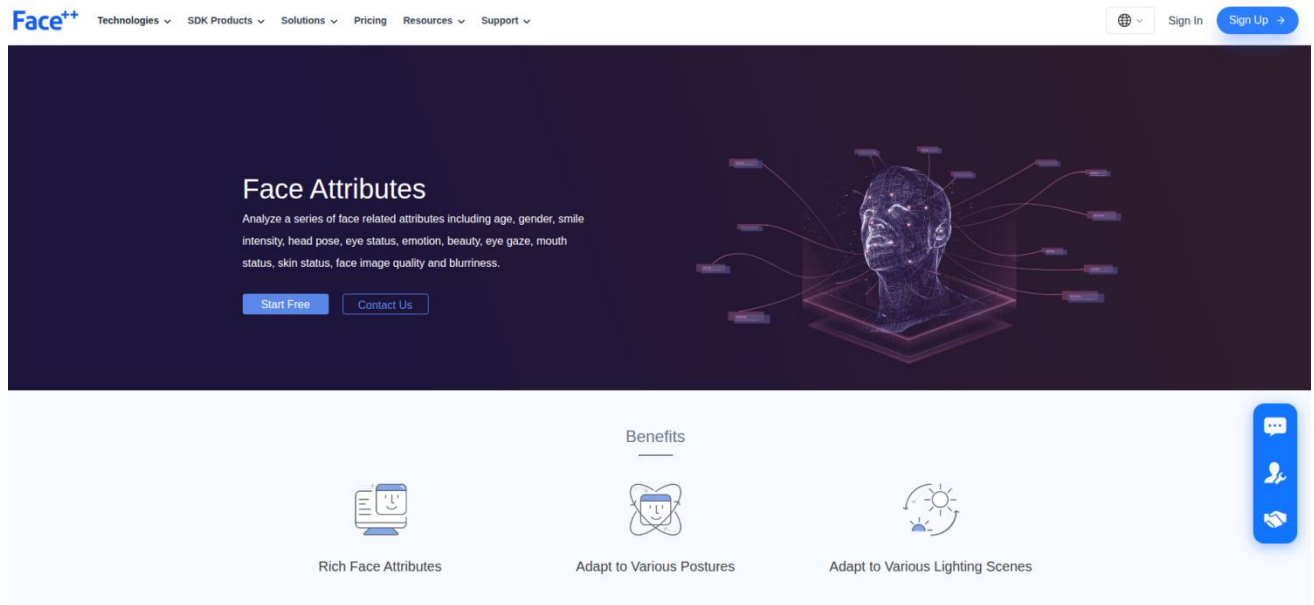 Face++
Technologies
SDK Products
Solutions
Pricing
Resources
Support
Sign In
Sign Up
Face Attributes
Analyze a series of face related attributes including age, gender, smile
intensity, head pose, eye status, emotion, beauty, eye gaze, mouth
status, skin status, face image quality and blurriness.
Start Free
Contact Us
Benefits
Rich Face Attributes
Adapt to Various Postures
Adapt to Various Lighting Scenes